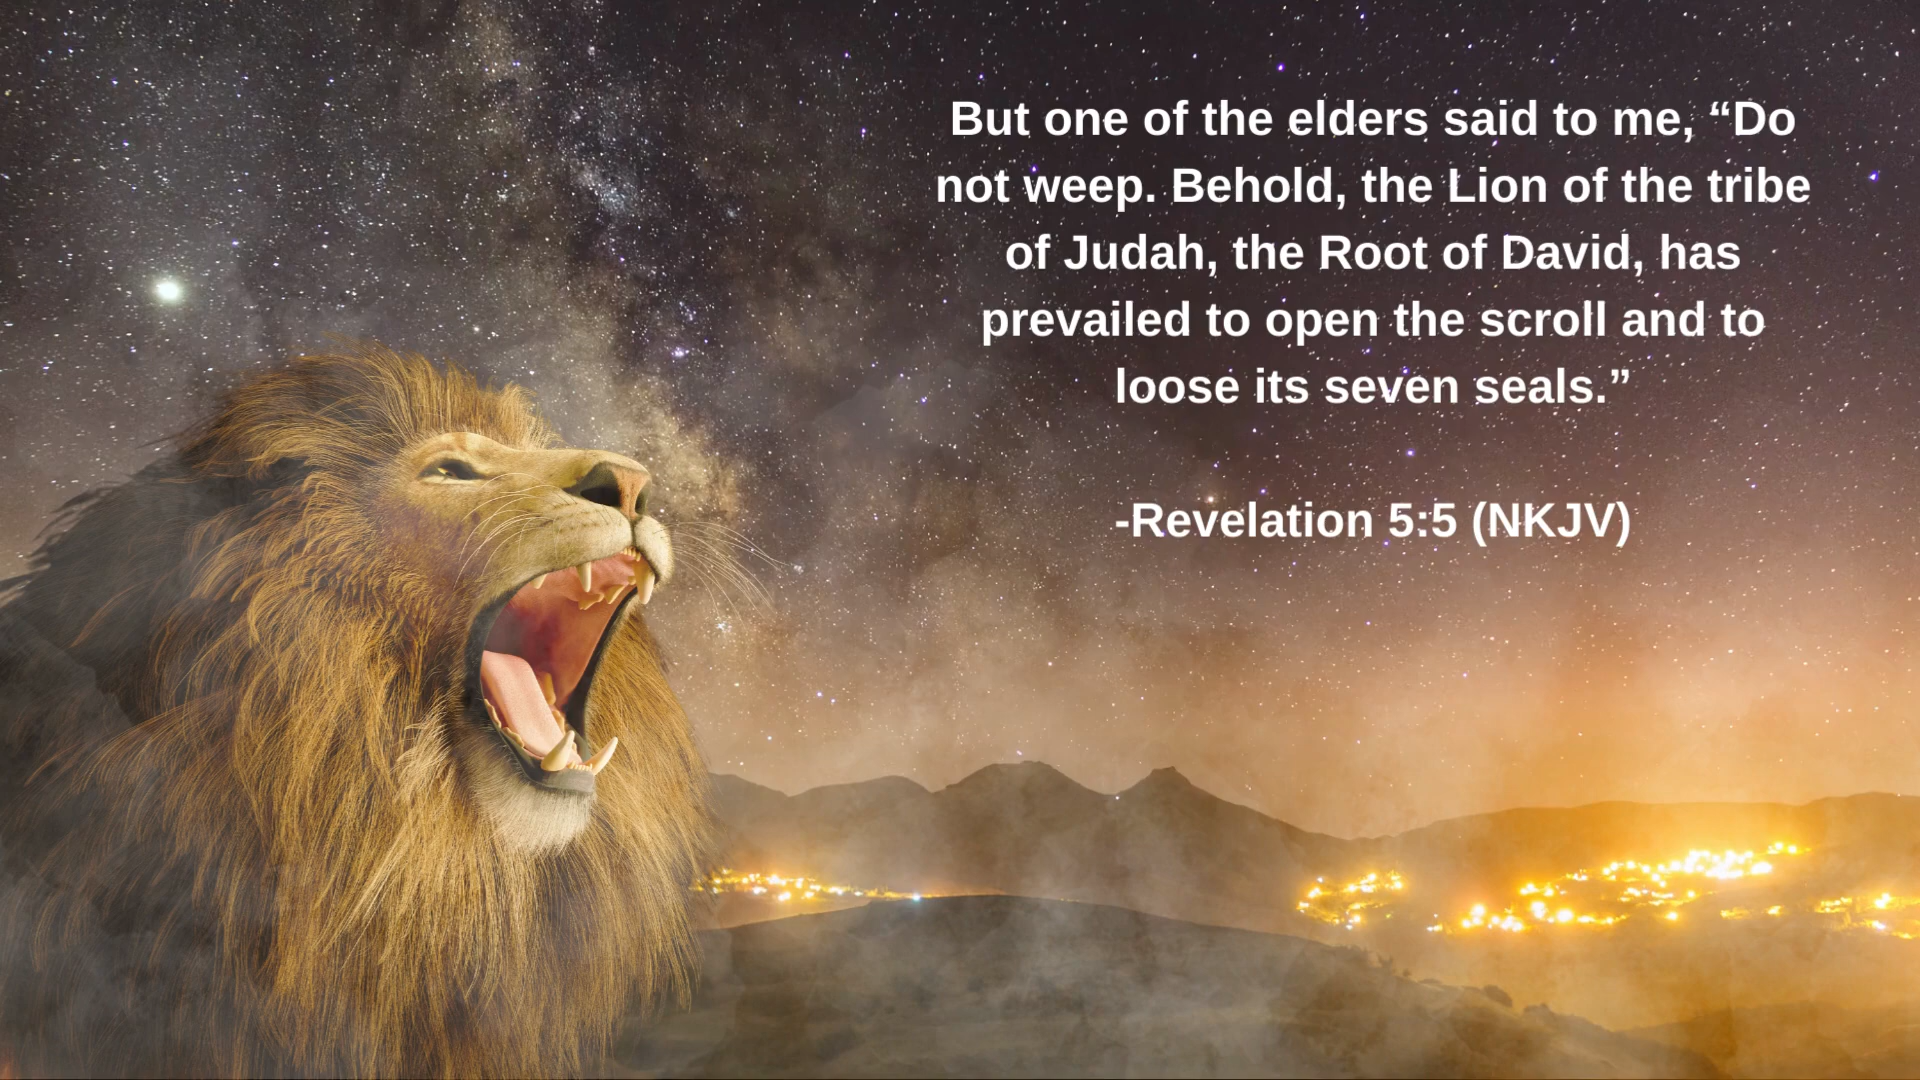 But one of the elders said to me, “Do
not weep. Behold, the Lion of the tribe
of Judah, the Root of David, has
prevailed to open the scroll and to
loose its seven seals.”
-Revelation 5:5 (NKJV)